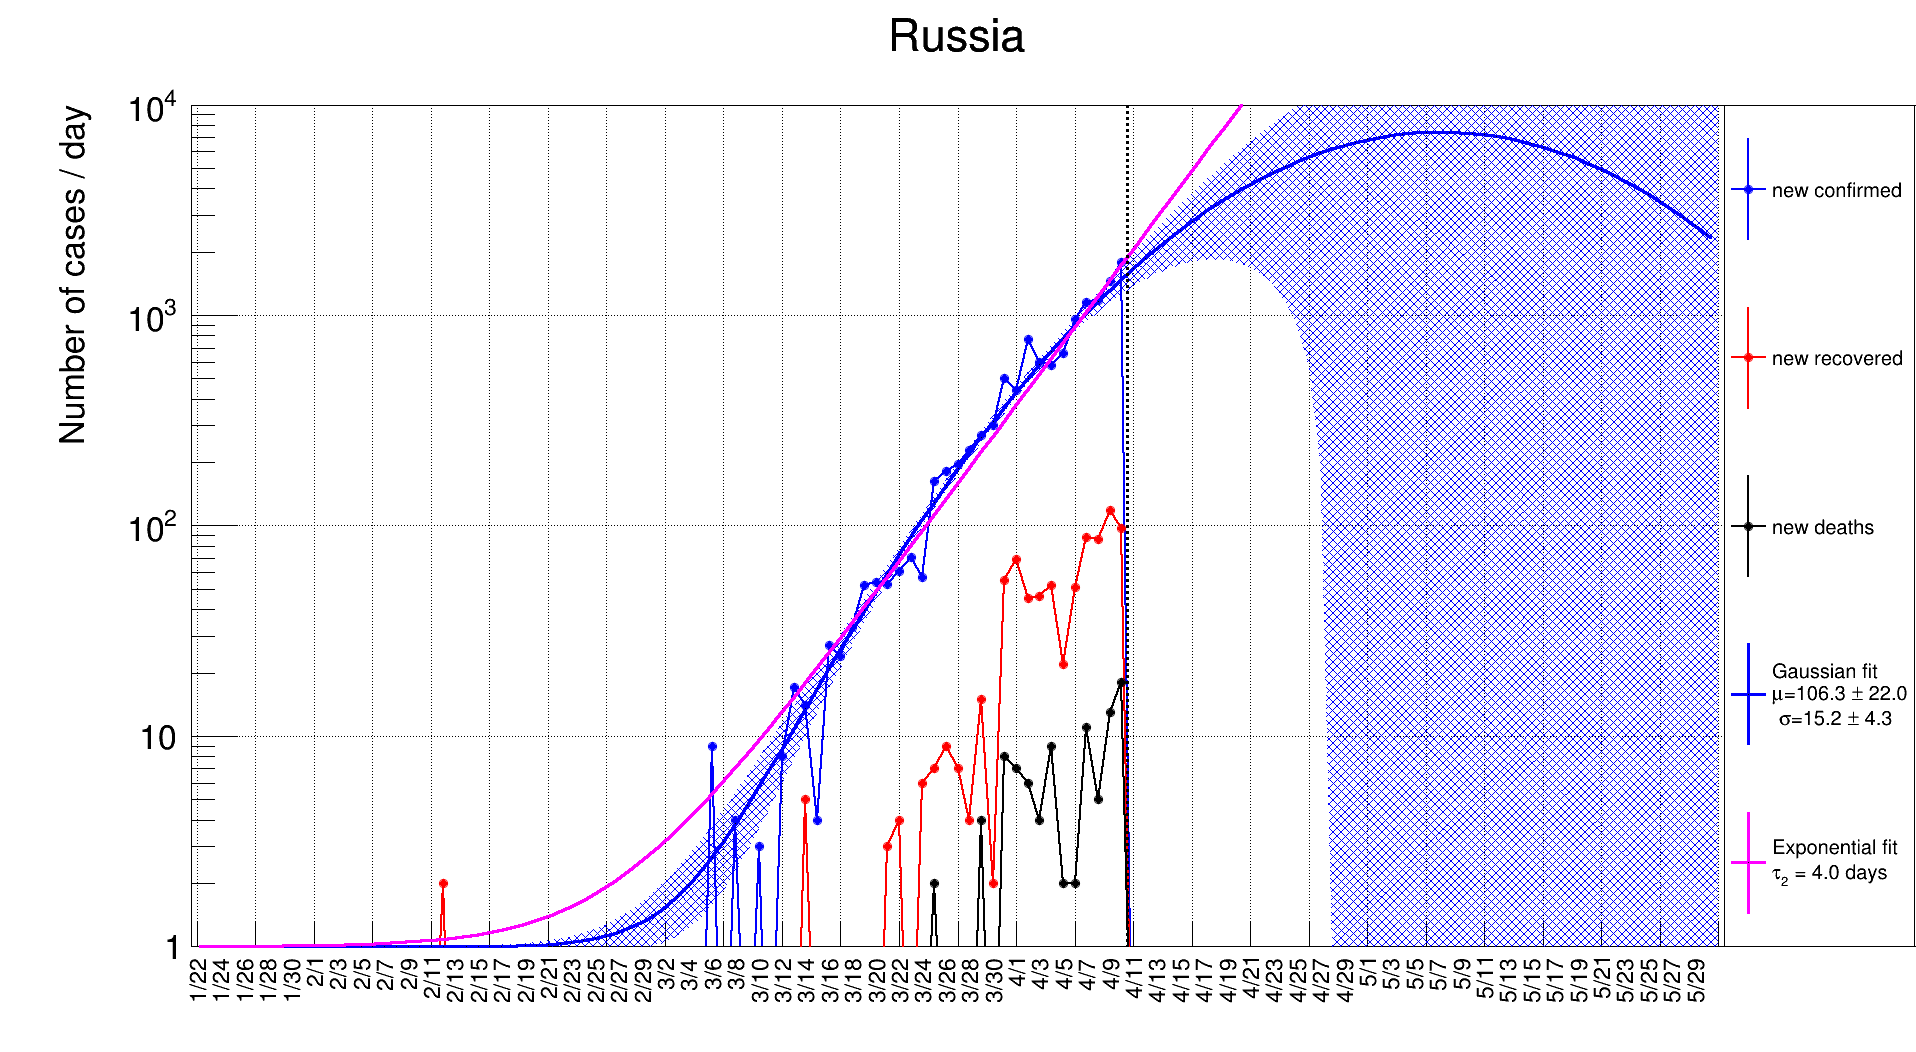 Russia
Number of cases / day
10⁴
10³
10²
10
1
1/22 1/24 1/26 1/28 1/30 2/1 2/3 2/5 2/7 2/9 2/11 2/13 2/15 2/17 2/19 2/21 2/23 2/25 2/27 2/29 3/2 3/4 3/6 3/8 3/10 3/12 3/14 3/16 3/18 3/20 3/22 3/24 3/26 3/28 3/30 4/1 4/3 4/5 4/7 4/9 4/11 4/13 4/15 4/17 4/19 4/21 4/23 4/25 4/27 4/29 5/1 5/3 5/5 5/7 5/9 5/11 5/13 5/15 5/17 5/19 5/21 5/23 5/25 5/27 5/29
new confirmed
new recovered
new deaths
Gaussian fit
μ=106.3 ± 22.0
σ=15.2 ± 4.3
Exponential fit
τ₂ = 4.0 days